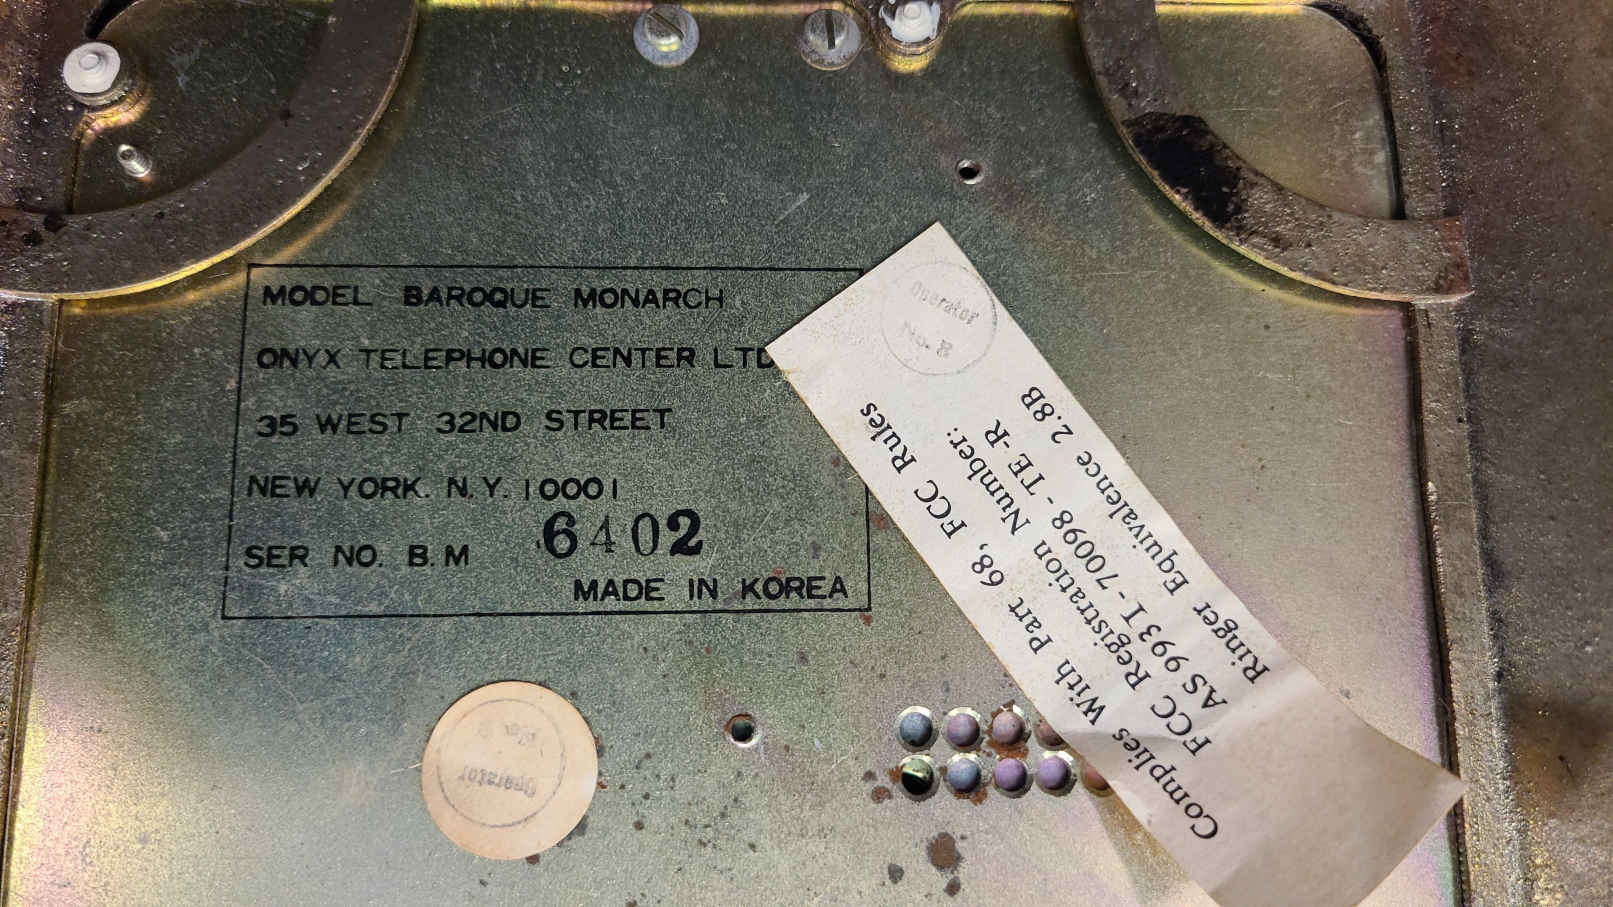 MODEL BAROQUE MONARCH
ONYX TELEPHONE CENTER LTD
35 WEST 32ND STREET
NEW YORK. N.Y. 10001
SER NO. B.M 6402
MADE IN KOREA
Operator
No. 8
Complies With Part 68, FCC Rules
FCC Registration Number:
AS 993 I - 70098 - TE -R
Ringer Equivalence 2.8B
Operator